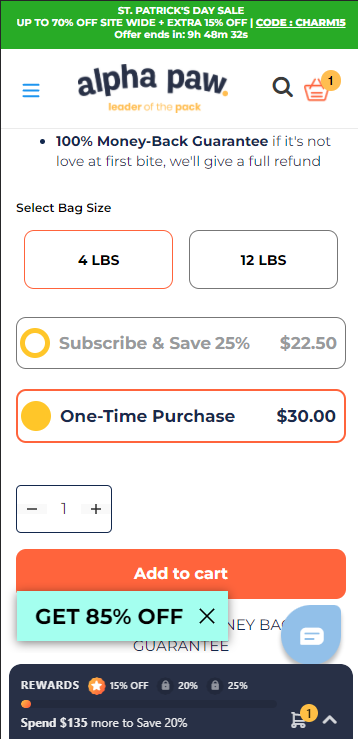 ST. PATRICK'S DAY SALE
UP TO 70% OFF SITE WIDE + EXTRA 15% OFF | CODE : CHARM15
Offer ends in: 9h 48m 32s
alpha paw.
leader of the pack
1
100% Money-Back Guarantee if it's not
love at first bite, we'll give a full refund
Select Bag Size
4 LBS
12 LBS
Subscribe & Save 25% $22.50
One-Time Purchase $30.00
− 1 +
Add to cart
GET 85% OFF
GUARANTEE
REWARDS 15% OFF 20% 25%
Spend $135 more to Save 20%
1